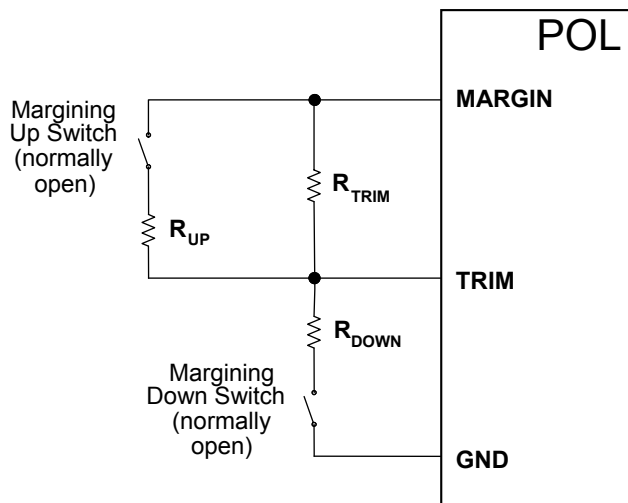 POL
MARGIN
Margining
Up Switch
(normally
open)
R_TRIM
R_UP
TRIM
R_DOWN
Margining
Down Switch
(normally
open)
GND